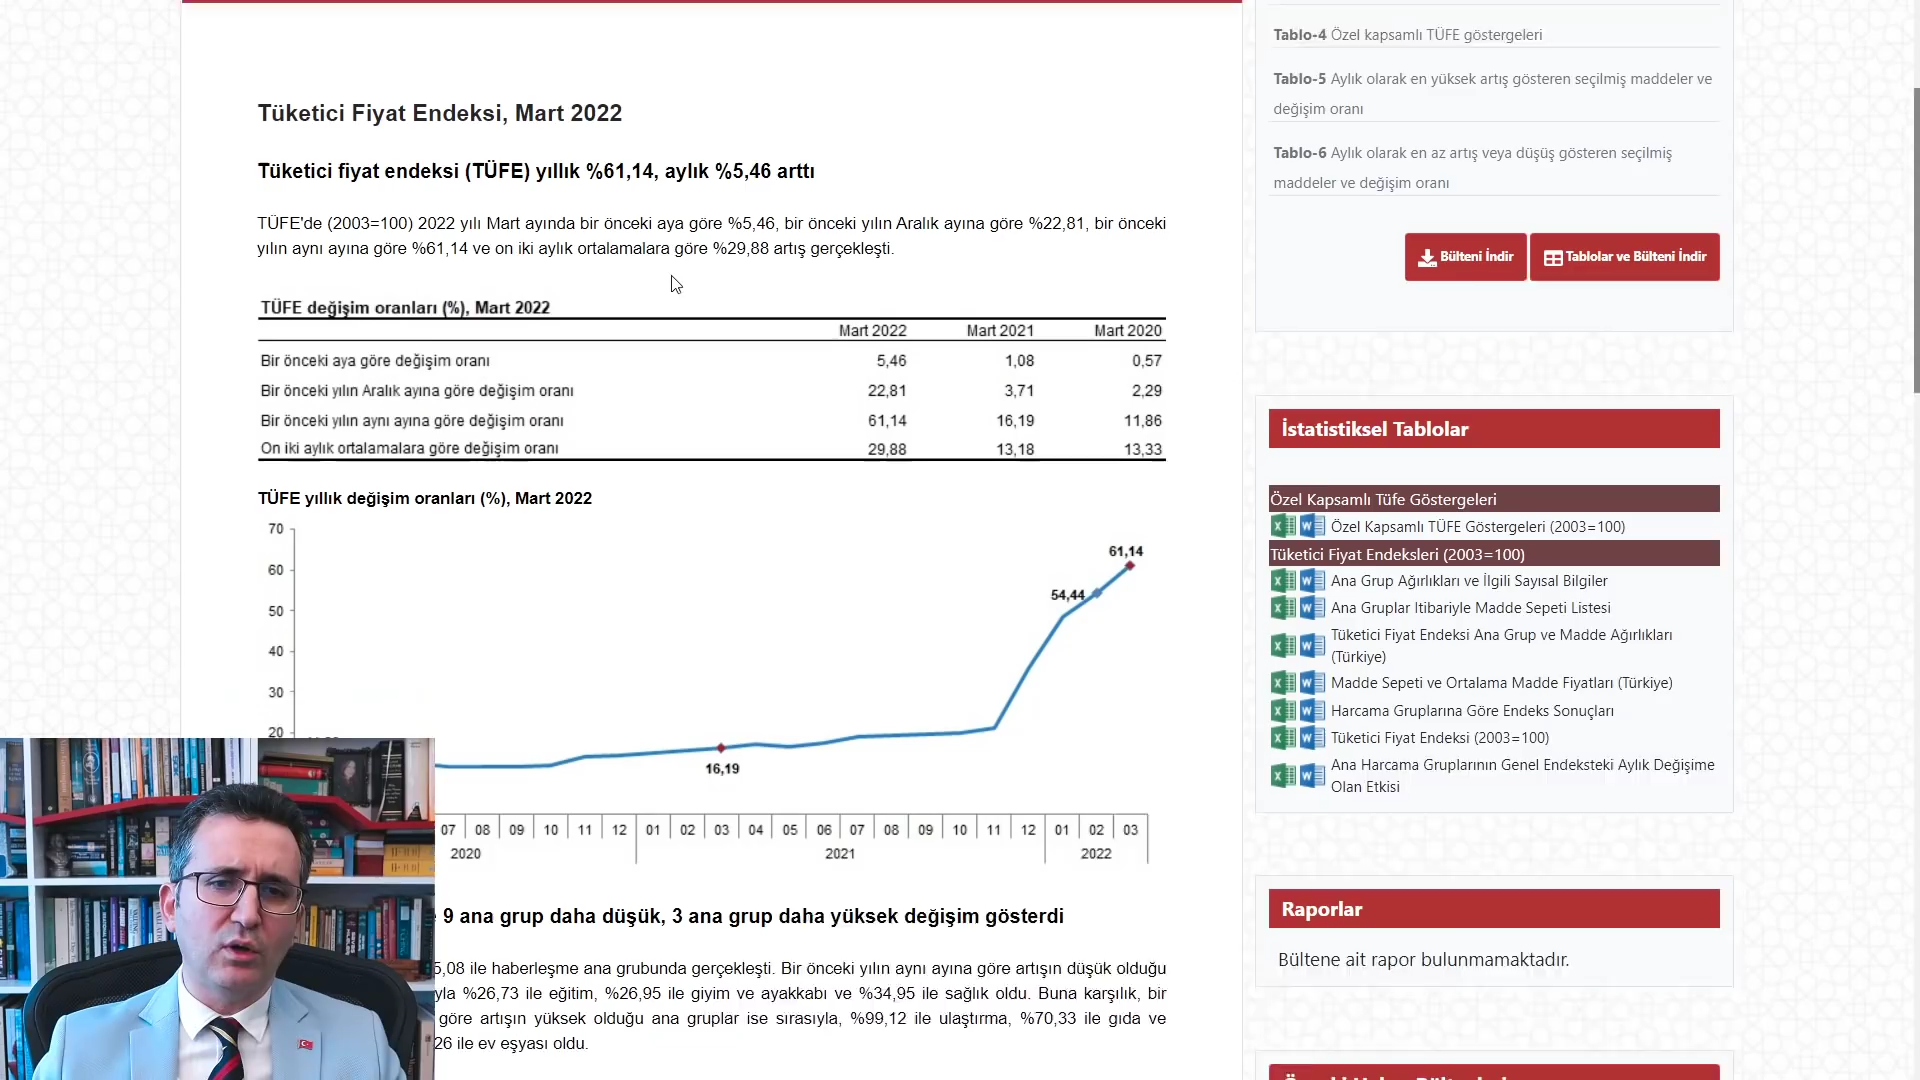 Tüketici Fiyat Endeksi, Mart 2022
Tüketici fiyat endeksi (TÜFE) yıllık %61,14, aylık %5,46 arttı
TÜFE'de (2003=100) 2022 yılı Mart ayında bir önceki aya göre %5,46, bir önceki yılın Aralık ayına göre %22,81, bir önceki
yılın aynı ayına göre %61,14 ve on iki aylık ortalamalara göre %29,88 artış gerçekleşti.
TÜFE değişim oranları (%), Mart 2022
Mart 2022 Mart 2021 Mart 2020
Bir önceki aya göre değişim oranı 5,46 1,08 0,57
Bir önceki yılın Aralık ayına göre değişim oranı 22,81 3,71 2,29
Bir önceki yılın aynı ayına göre değişim oranı 61,14 16,19 11,86
On iki aylık ortalamalara göre değişim oranı 29,88 13,18 13,33
TÜFE yıllık değişim oranları (%), Mart 2022
70
60
50
40
30
20
61,14
54,44
16,19
07 08 09 10 11 12 01 02 03 04 05 06 07 08 09 10 11 12 01 02 03
2020 2021 2022
9 ana grup daha düşük, 3 ana grup daha yüksek değişim gösterdi
5,08 ile haberleşme ana grubunda gerçekleşti. Bir önceki yılın aynı ayına göre artışın düşük olduğu
yla %26,73 ile eğitim, %26,95 ile giyim ve ayakkabı ve %34,95 ile sağlık oldu. Buna karşılık, bir
göre artışın yüksek olduğu ana gruplar ise sırasıyla, %99,12 ile ulaştırma, %70,33 ile gıda ve
26 ile ev eşyası oldu.
Tablo-4 Özel kapsamlı TÜFE göstergeleri
Tablo-5 Aylık olarak en yüksek artış gösteren seçilmiş maddeler ve
değişim oranı
Tablo-6 Aylık olarak en az artış veya düşüş gösteren seçilmiş
maddeler ve değişim oranı
Bülteni İndir
Tablolar ve Bülteni İndir
İstatistiksel Tablolar
Özel Kapsamlı Tüfe Göstergeleri
Özel Kapsamlı TÜFE Göstergeleri (2003=100)
Tüketici Fiyat Endeksleri (2003=100)
Ana Grup Ağırlıkları ve İlgili Sayısal Bilgiler
Ana Gruplar Itibariyle Madde Sepeti Listesi
Tüketici Fiyat Endeksi Ana Grup ve Madde Ağırlıkları
(Türkiye)
Madde Sepeti ve Ortalama Madde Fiyatları (Türkiye)
Harcama Gruplarına Göre Endeks Sonuçları
Tüketici Fiyat Endeksi (2003=100)
Ana Harcama Gruplarının Genel Endeksteki Aylık Değişime
Olan Etkisi
Raporlar
Bültene ait rapor bulunmamaktadır.